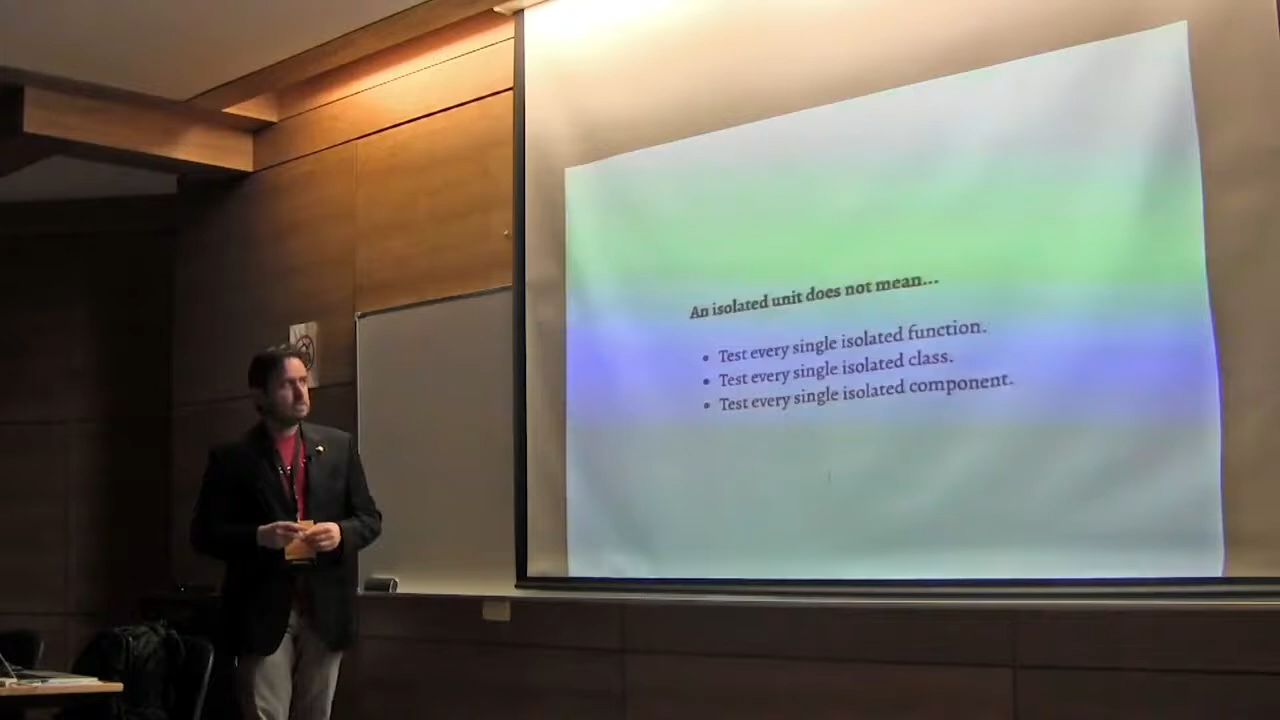 An isolated unit does not mean...
• Test every single isolated function.
• Test every single isolated class.
• Test every single isolated component.